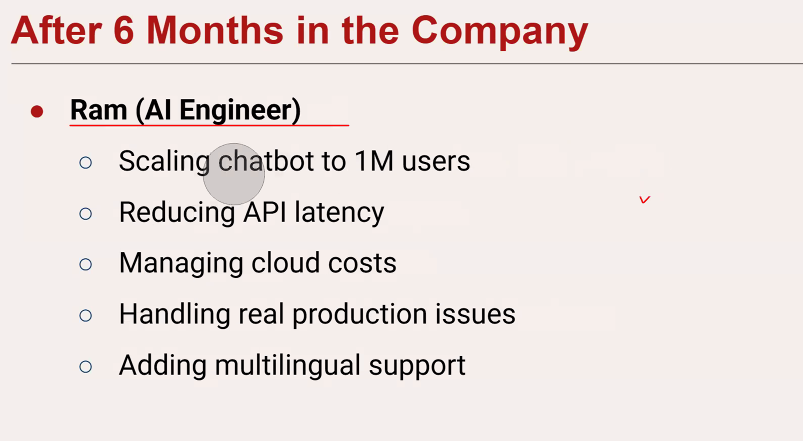 After 6 Months in the Company
● Ram (AI Engineer)
○ Scaling chatbot to 1M users
○ Reducing API latency
○ Managing cloud costs
○ Handling real production issues
○ Adding multilingual support